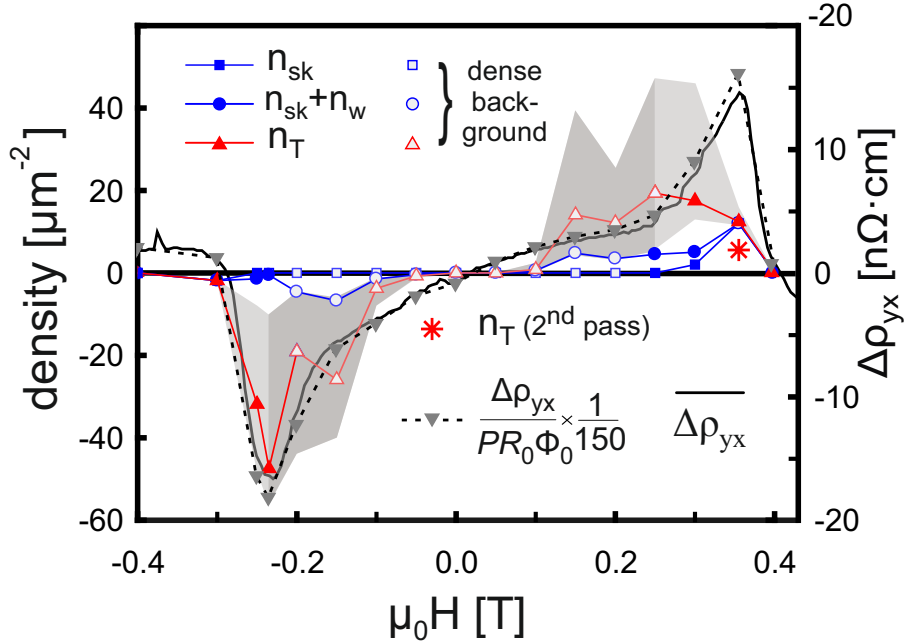 density [μm⁻²]
40
20
0
-20
-40
-60
n_sk
n_sk+n_w
n_T
} dense back-ground
n_T (2nd pass)
Δρ_yx / PR_0Φ_0 × 1/150
Δρ_yx
-20
10
0
-10
-20
Δρ_yx [nΩ·cm]
-0.4 -0.2 0.0 0.2 0.4
μ_0H [T]